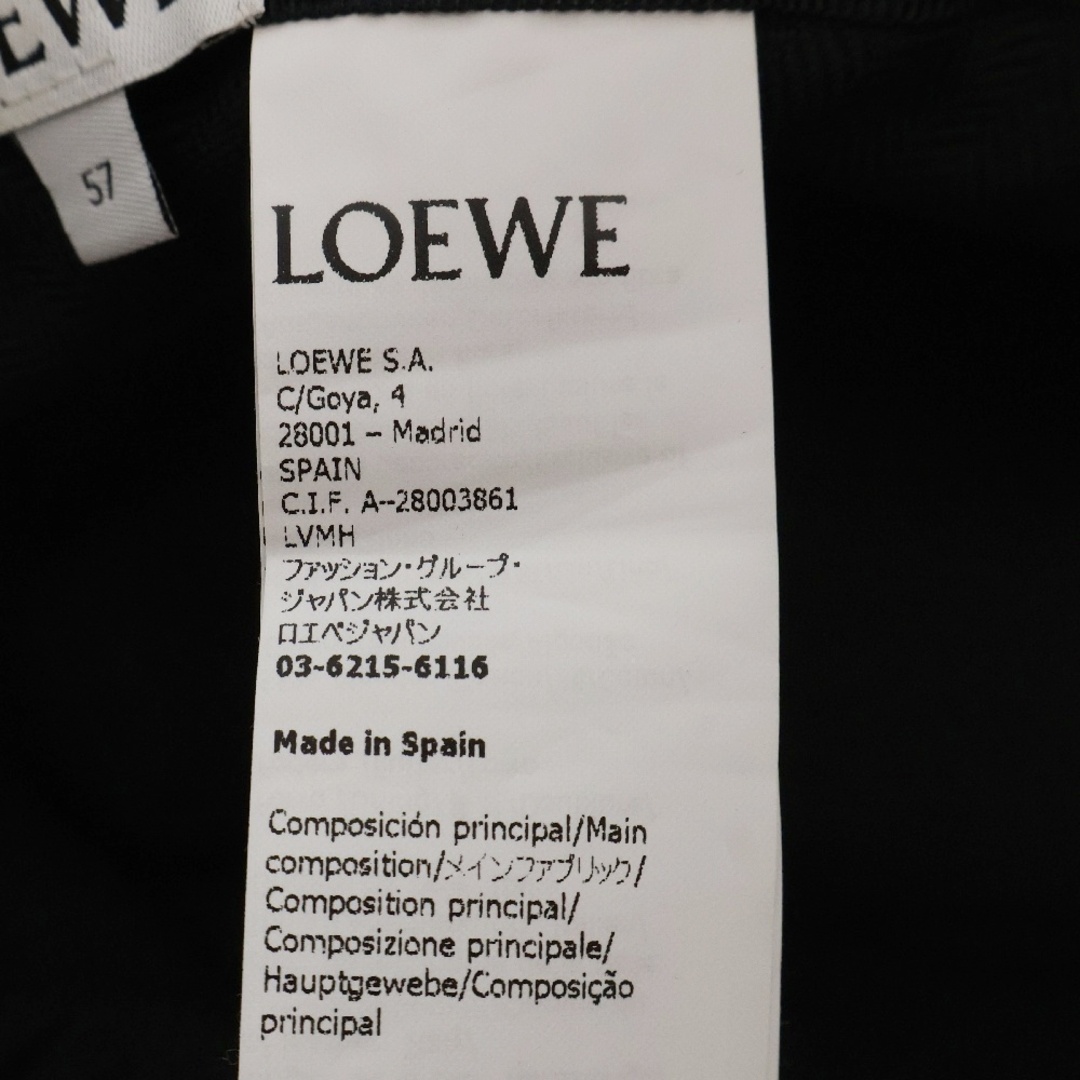 57
LOEWE
LOEWE S.A.
C/Goya, 4
28001 – Madrid
SPAIN
C.I.F. A--28003861
LVMH
ファッション・グループ・
ジャパン株式会社
ロエベジャパン
03-6215-6116
Made in Spain
Composición principal/Main
composition/メインファブリック/
Composition principal/
Composizione principale/
Hauptgewebe/Composição
principal